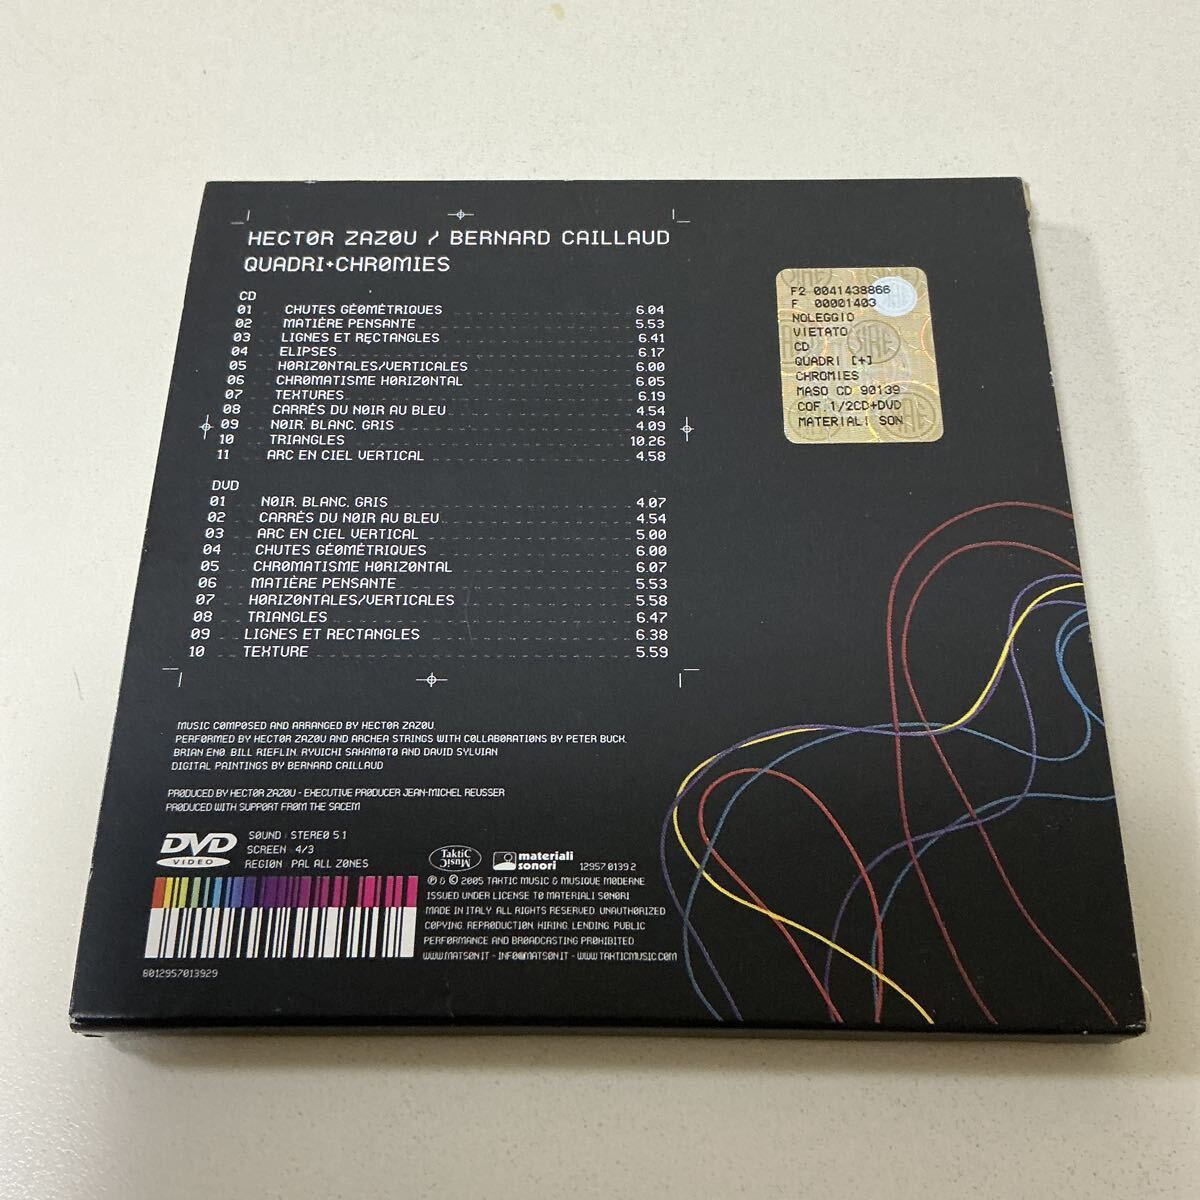 HECTØR ZAZØU / BERNARD CAILLAUD
QUADRI+CHRØMIES
CD
01 CHUTES GÉØMÉTRIQUES 6.04
02 MATIÈRE PENSANTE 5.53
03 LIGNES ET RECTANGLES 6.41
04 ELIPSES 6.17
05 HØRIZØNTALES/VERTICALES 6.00
06 CHRØMATISME HØRIZØNTAL 6.05
07 TEXTURES 6.19
08 CARRÉS DU NØIR AU BLEU 4.54
09 NØIR, BLANC, GRIS 4.09
10 TRIANGLES 10.26
11 ARC EN CIEL VERTICAL 4.58
DVD
01 NØIR, BLANC, GRIS 4.07
02 CARRÉS DU NØIR AU BLEU 4.54
03 ARC EN CIEL VERTICAL 5.00
04 CHUTES GÉØMÉTRIQUES 6.00
05 CHRØMATISME HØRIZØNTAL 6.07
06 MATIÈRE PENSANTE 5.53
07 HØRIZØNTALES/VERTICALES 5.58
08 TRIANGLES 6.47
09 LIGNES ET RECTANGLES 6.38
10 TEXTURE 5.59
MUSIC CØMPØSED AND ARRANGED BY HECTØR ZAZØU.
PERFØRMED BY HECTØR ZAZØU AND ARCHEA STRINGS WITH CØLLABØRATIØNS BY PETER BUCK,
BRIAN ENØ, BILL RIEFLIN, RYUICHI SAKAMØTØ AND DAVID SYLVIAN
DIGITAL PAINTINGS BY BERNARD CAILLAUD
PRØDUCED BY HECTØR ZAZØU - EXECUTIVE PRØDUCER JEAN-MICHEL REUSSER
PRØDUCED WITH SUPPØRT FRØM THE SACEM
DVD
VIDEO
SØUND : STEREØ 5.1
SCREEN : 4/3
REGIØN : PAL ALL ZØNES
TaktiC
Music
materiali
sonori
12957 0139 2
℗ & © 2005 TAKTIC MUSIC & MUSIQUE MØDERNE
ISSUED UNDER LICENSE TØ MATERIALI SØNØRI
MADE IN ITALY. ALL RIGHTS RESERVED. UNAUTHØRIZED
CØPYING, REPRØDUCTIØN, HIRING, LENDING, PUBLIC
PERFØRMANCE AND BRØADCASTING PRØHIBITED
WWW.MATSØN.IT - INFØ@MATSØN.IT - WWW.TAKTICMUSIC.CØM
8012957013929
F2 0041438866
F 00001403
NOLEGGIO
VIETATO
CD
QUADRI [+]
CHROMIES
MASO CD 90139
COF.1/2CD+DVD
MATERIALI SON
SIAE